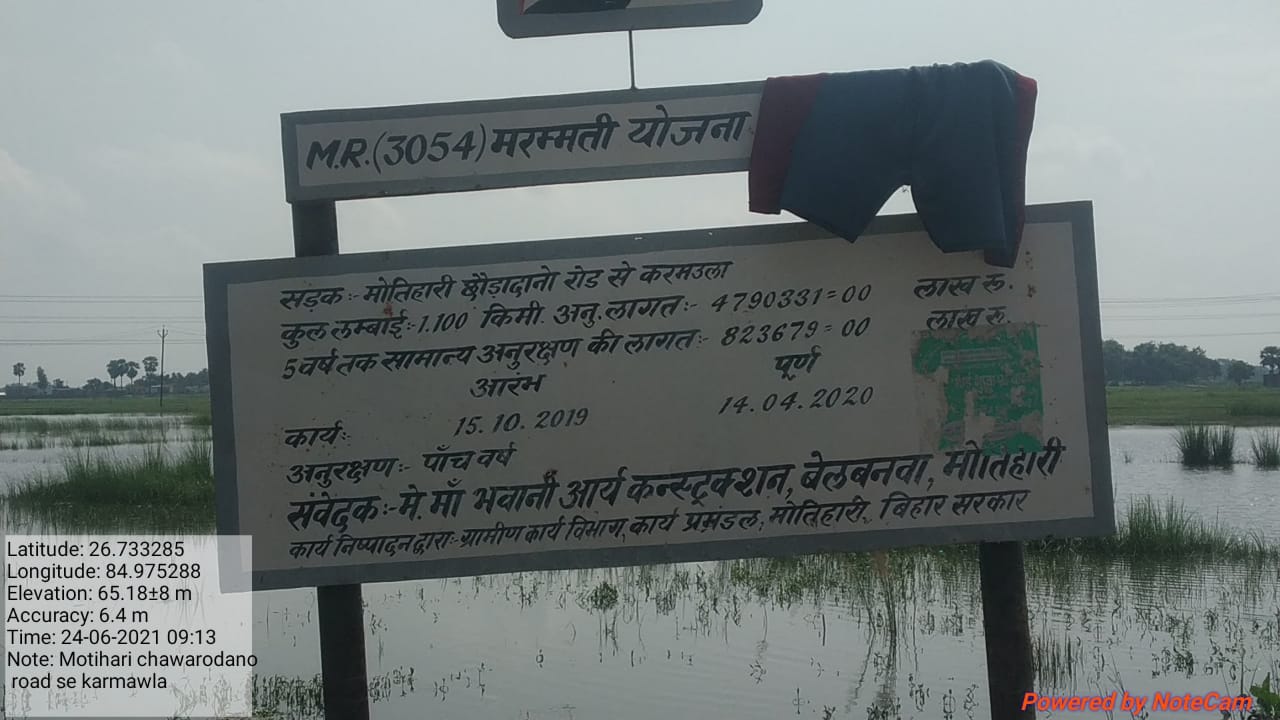 M.R.(3054) मरम्मती योजना
सड़क:- मोतिहारी छौड़ादानो रोड से करमउला
कुल लम्बाई:- 1.100 किमी. अनु. लागत:- 4790331=00 लाख रू.
5 वर्ष तक सामान्य अनुरक्षण की लागत:- 823679=00 लाख रू.
आरंभ पूर्ण
कार्य:- 15.10.2019 14.04.2020
अनुरक्षण:- पाँच वर्ष
संवेदक:- मे. माँ भवानी आर्य कन्स्ट्रक्शन, बेलबनवा, मोतिहारी
कार्य निष्पादन द्वारा:- ग्रामीण कार्य विभाग, कार्य प्रमंडल, मोतिहारी, बिहार सरकार
Latitude: 26.733285
Longitude: 84.975288
Elevation: 65.18±8 m
Accuracy: 6.4 m
Time: 24-06-2021 09:13
Note: Motihari chawarodano
road se karmawla
Powered by NoteCam